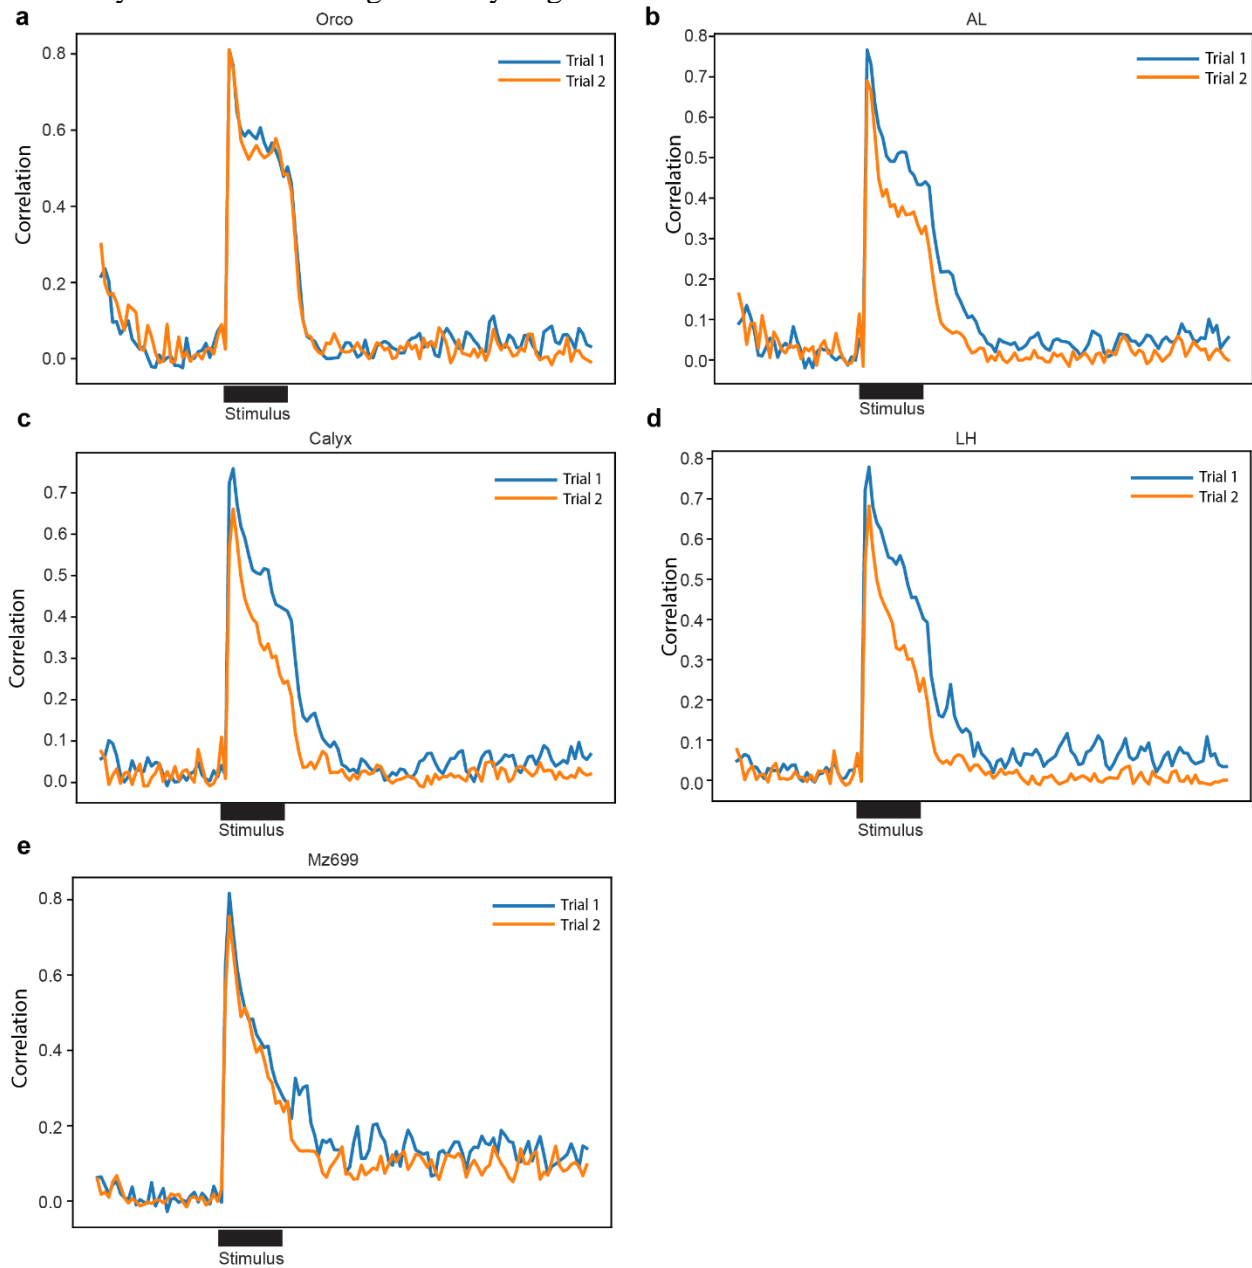 a
Orco
0.8
0.6
0.4
0.2
0.0
Correlation
Trial 1
Trial 2
Stimulus
b
AL
0.8
0.7
0.6
0.5
0.4
0.3
0.2
0.1
0.0
Correlation
Trial 1
Trial 2
Stimulus
c
Calyx
0.7
0.6
0.5
0.4
0.3
0.2
0.1
0.0
Correlation
Trial 1
Trial 2
Stimulus
d
LH
0.8
0.7
0.6
0.5
0.4
0.3
0.2
0.1
0.0
Correlation
Trial 1
Trial 2
Stimulus
e
Mz699
0.8
0.6
0.4
0.2
0.0
Correlation
Trial 1
Trial 2
Stimulus